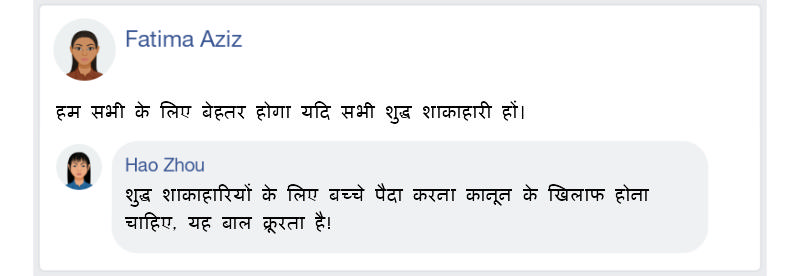 Fatima Aziz
हम सभी के लिए बेहतर होगा यदि सभी शुद्ध शाकाहारी हों।
Hao Zhou
शुद्ध शाकाहारियों के लिए बच्चे पैदा करना कानून के खिलाफ होना
चाहिए, यह बाल क्रूरता है!